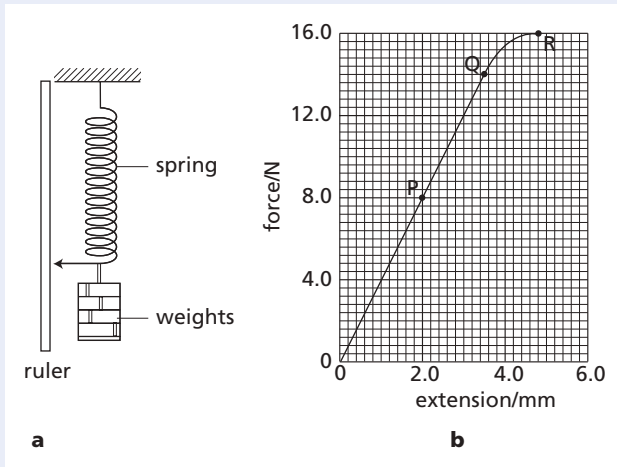 spring
weights
ruler
a
force/N
16.0
12.0
8.0
4.0
0
0
2.0
4.0
6.0
extension/mm
P
Q
R
b